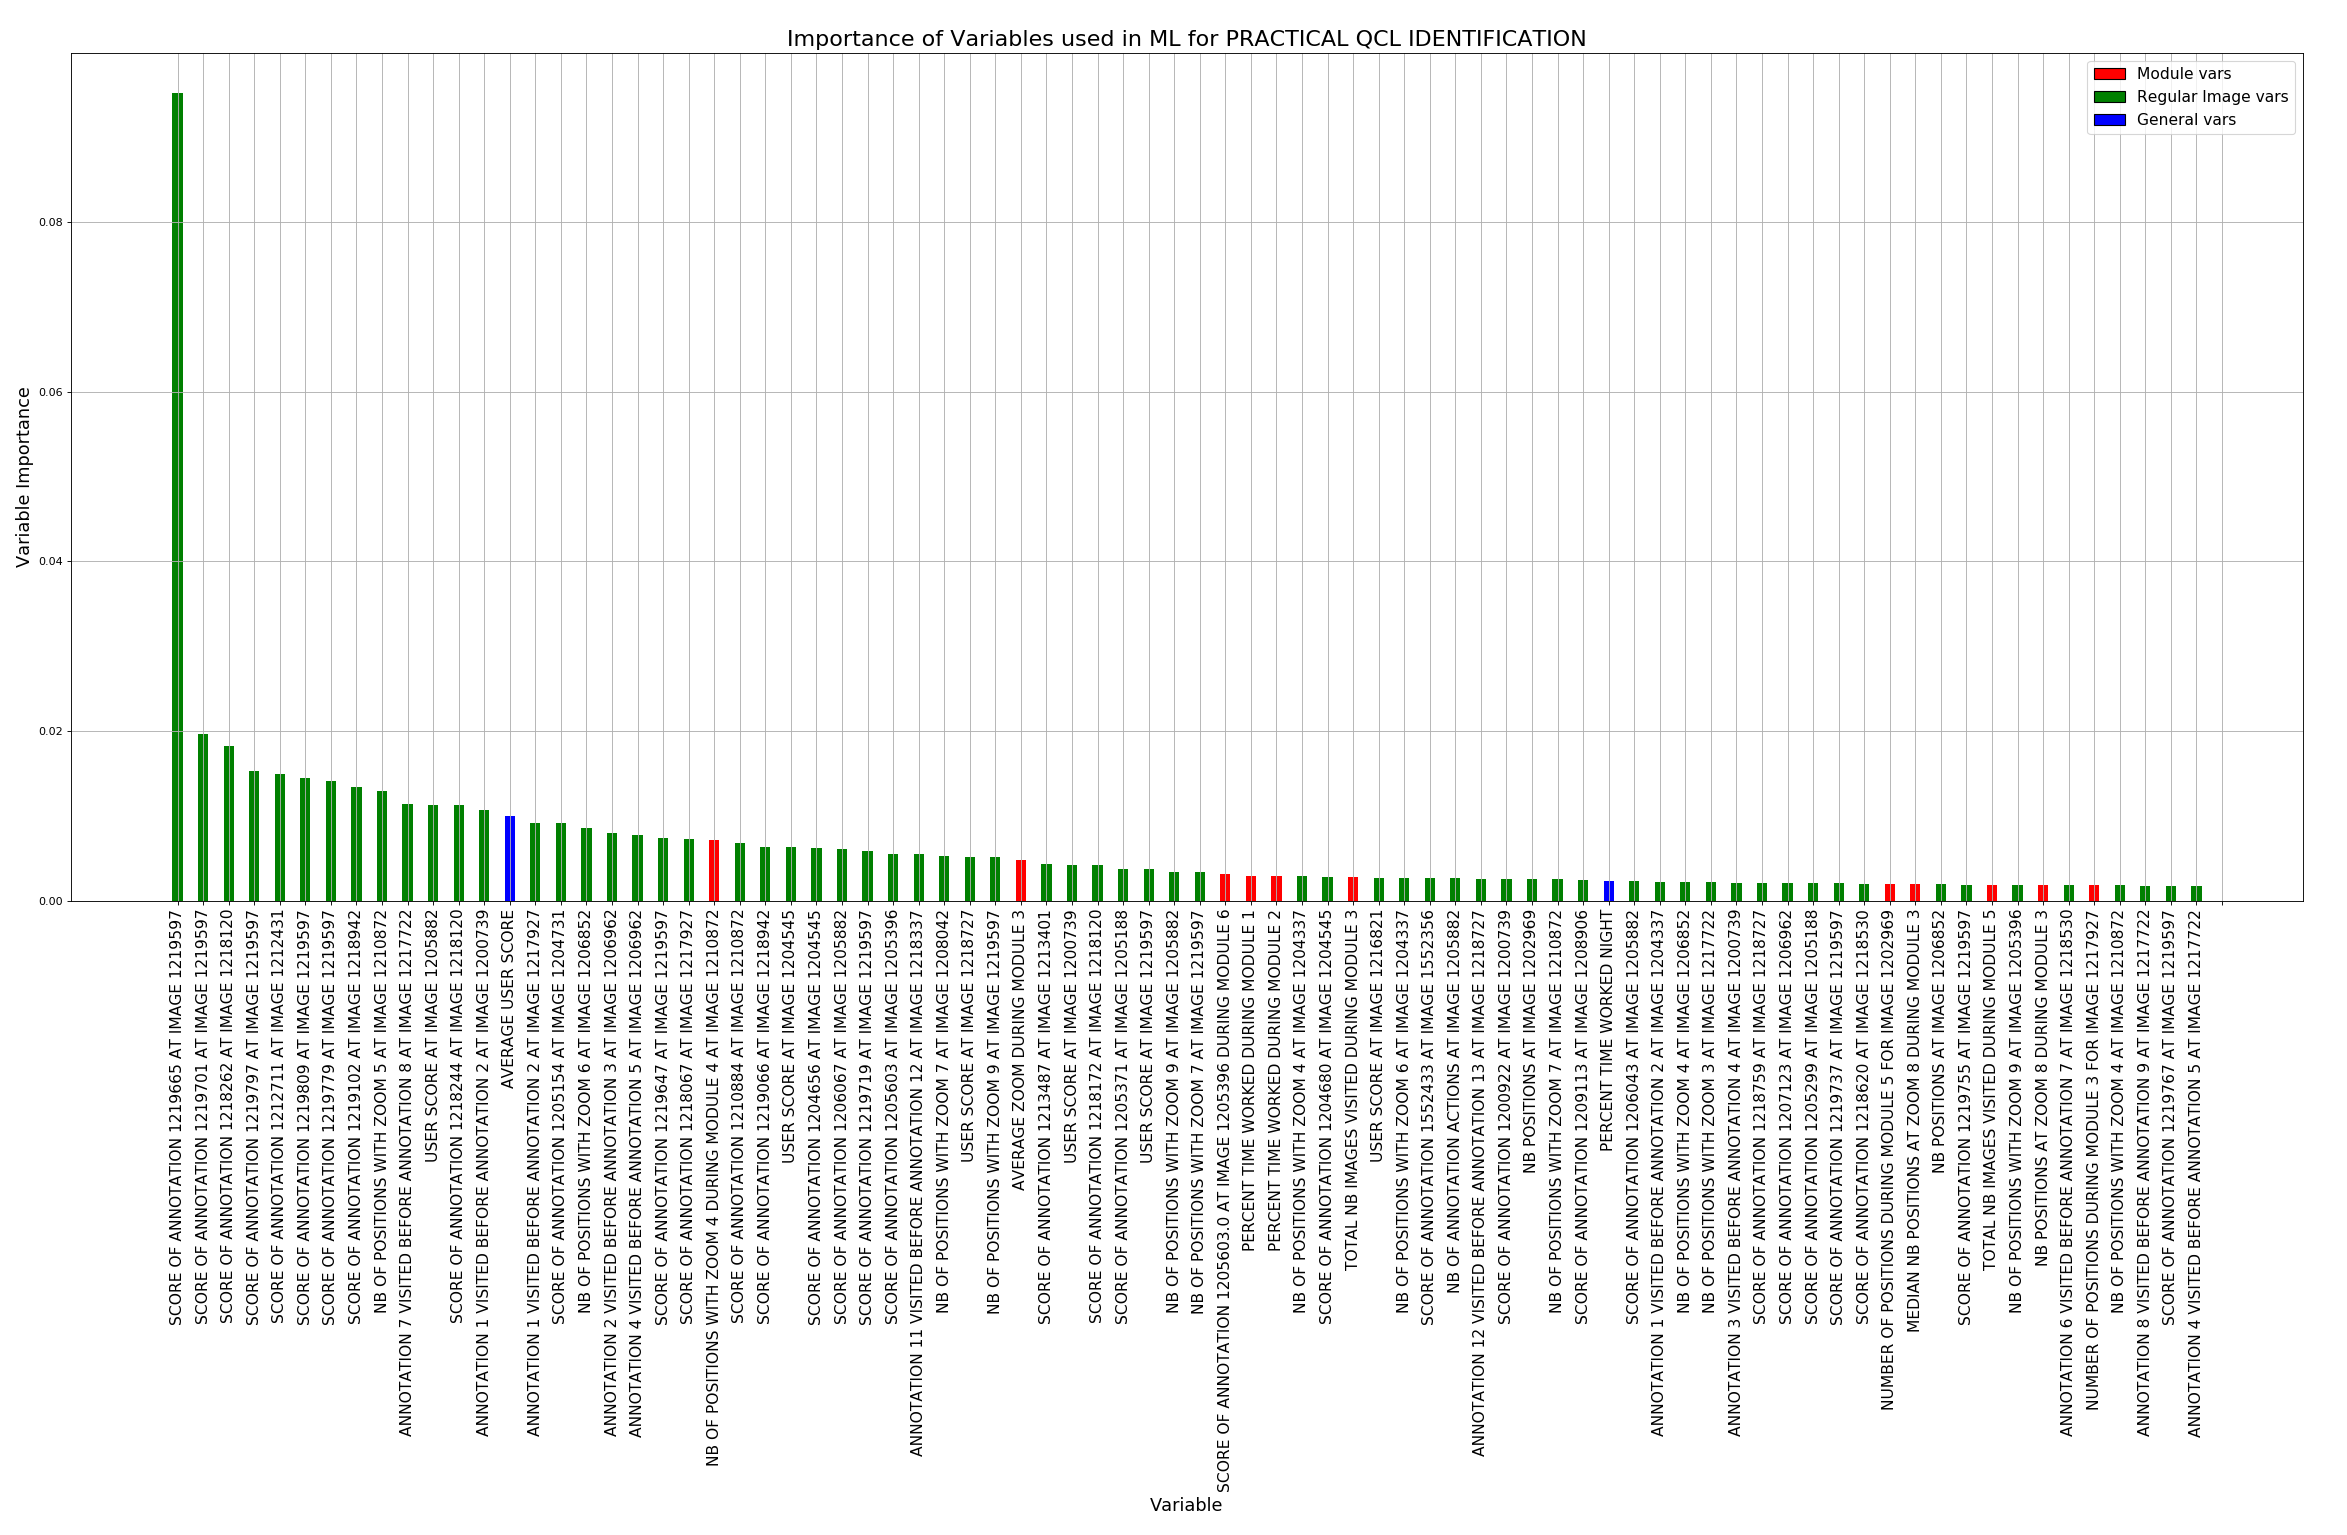 Importance of Variables used in ML for PRACTICAL QCL IDENTIFICATION
Module vars
Regular Image vars
General vars
Variable Importance
0.08
0.06
0.04
0.02
0.00
SCORE OF ANNOTATION 1219665 AT IMAGE 1219597
SCORE OF ANNOTATION 1219701 AT IMAGE 1219597
SCORE OF ANNOTATION 1218262 AT IMAGE 1218120
SCORE OF ANNOTATION 1219797 AT IMAGE 1219597
SCORE OF ANNOTATION 1212711 AT IMAGE 1212431
SCORE OF ANNOTATION 1219809 AT IMAGE 1219597
SCORE OF ANNOTATION 1219779 AT IMAGE 1219597
SCORE OF ANNOTATION 1219102 AT IMAGE 1218942
NB OF POSITIONS WITH ZOOM 5 AT IMAGE 1210872
ANNOTATION 7 VISITED BEFORE ANNOTATION 8 AT IMAGE 1217722
USER SCORE AT IMAGE 1205882
SCORE OF ANNOTATION 1218244 AT IMAGE 1218120
ANNOTATION 1 VISITED BEFORE ANNOTATION 2 AT IMAGE 1200739
AVERAGE USER SCORE
ANNOTATION 1 VISITED BEFORE ANNOTATION 2 AT IMAGE 1217927
SCORE OF ANNOTATION 1205154 AT IMAGE 1204731
NB OF POSITIONS WITH ZOOM 6 AT IMAGE 1206852
ANNOTATION 2 VISITED BEFORE ANNOTATION 3 AT IMAGE 1206962
ANNOTATION 4 VISITED BEFORE ANNOTATION 5 AT IMAGE 1206962
SCORE OF ANNOTATION 1219647 AT IMAGE 1219597
SCORE OF ANNOTATION 1218067 AT IMAGE 1217927
NB OF POSITIONS WITH ZOOM 4 DURING MODULE 4 AT IMAGE 1210872
SCORE OF ANNOTATION 1210884 AT IMAGE 1210872
SCORE OF ANNOTATION 1219066 AT IMAGE 1218942
USER SCORE AT IMAGE 1204545
SCORE OF ANNOTATION 1204656 AT IMAGE 1204545
SCORE OF ANNOTATION 1206067 AT IMAGE 1205882
SCORE OF ANNOTATION 1219719 AT IMAGE 1219597
SCORE OF ANNOTATION 1205603 AT IMAGE 1205396
ANNOTATION 11 VISITED BEFORE ANNOTATION 12 AT IMAGE 1218337
NB OF POSITIONS WITH ZOOM 7 AT IMAGE 1208042
USER SCORE AT IMAGE 1218727
NB OF POSITIONS WITH ZOOM 9 AT IMAGE 1219597
AVERAGE ZOOM DURING MODULE 3
SCORE OF ANNOTATION 1213487 AT IMAGE 1213401
USER SCORE AT IMAGE 1200739
SCORE OF ANNOTATION 1218172 AT IMAGE 1218120
SCORE OF ANNOTATION 1205371 AT IMAGE 1205188
USER SCORE AT IMAGE 1219597
NB OF POSITIONS WITH ZOOM 9 AT IMAGE 1205882
NB OF POSITIONS WITH ZOOM 7 AT IMAGE 1219597
SCORE OF ANNOTATION 1205603.0 AT IMAGE 1205396 DURING MODULE 6
PERCENT TIME WORKED DURING MODULE 1
PERCENT TIME WORKED DURING MODULE 2
NB OF POSITIONS WITH ZOOM 4 AT IMAGE 1204337
SCORE OF ANNOTATION 1204680 AT IMAGE 1204545
TOTAL NB IMAGES VISITED DURING MODULE 3
USER SCORE AT IMAGE 1216821
NB OF POSITIONS WITH ZOOM 6 AT IMAGE 1204337
SCORE OF ANNOTATION 1552433 AT IMAGE 1552356
NB OF ANNOTATION ACTIONS AT IMAGE 1205882
ANNOTATION 12 VISITED BEFORE ANNOTATION 13 AT IMAGE 1218727
SCORE OF ANNOTATION 1200922 AT IMAGE 1200739
NB POSITIONS AT IMAGE 1202969
NB OF POSITIONS WITH ZOOM 7 AT IMAGE 1210872
SCORE OF ANNOTATION 1209113 AT IMAGE 1208906
PERCENT TIME WORKED NIGHT
SCORE OF ANNOTATION 1206043 AT IMAGE 1205882
ANNOTATION 1 VISITED BEFORE ANNOTATION 2 AT IMAGE 1204337
NB OF POSITIONS WITH ZOOM 4 AT IMAGE 1206852
NB OF POSITIONS WITH ZOOM 3 AT IMAGE 1217722
ANNOTATION 3 VISITED BEFORE ANNOTATION 4 AT IMAGE 1200739
SCORE OF ANNOTATION 1218759 AT IMAGE 1218727
SCORE OF ANNOTATION 1207123 AT IMAGE 1206962
SCORE OF ANNOTATION 1205299 AT IMAGE 1205188
SCORE OF ANNOTATION 1219737 AT IMAGE 1219597
SCORE OF ANNOTATION 1218620 AT IMAGE 1218530
NUMBER OF POSITIONS DURING MODULE 5 FOR IMAGE 1202969
MEDIAN NB POSITIONS AT ZOOM 8 DURING MODULE 3
NB POSITIONS AT IMAGE 1206852
SCORE OF ANNOTATION 1219755 AT IMAGE 1219597
TOTAL NB IMAGES VISITED DURING MODULE 5
NB OF POSITIONS WITH ZOOM 9 AT IMAGE 1205396
NB POSITIONS AT ZOOM 8 DURING MODULE 3
ANNOTATION 6 VISITED BEFORE ANNOTATION 7 AT IMAGE 1218530
NUMBER OF POSITIONS DURING MODULE 3 FOR IMAGE 1217927
NB OF POSITIONS WITH ZOOM 4 AT IMAGE 1210872
ANNOTATION 8 VISITED BEFORE ANNOTATION 9 AT IMAGE 1217722
SCORE OF ANNOTATION 1219767 AT IMAGE 1219597
ANNOTATION 4 VISITED BEFORE ANNOTATION 5 AT IMAGE 1217722
Variable